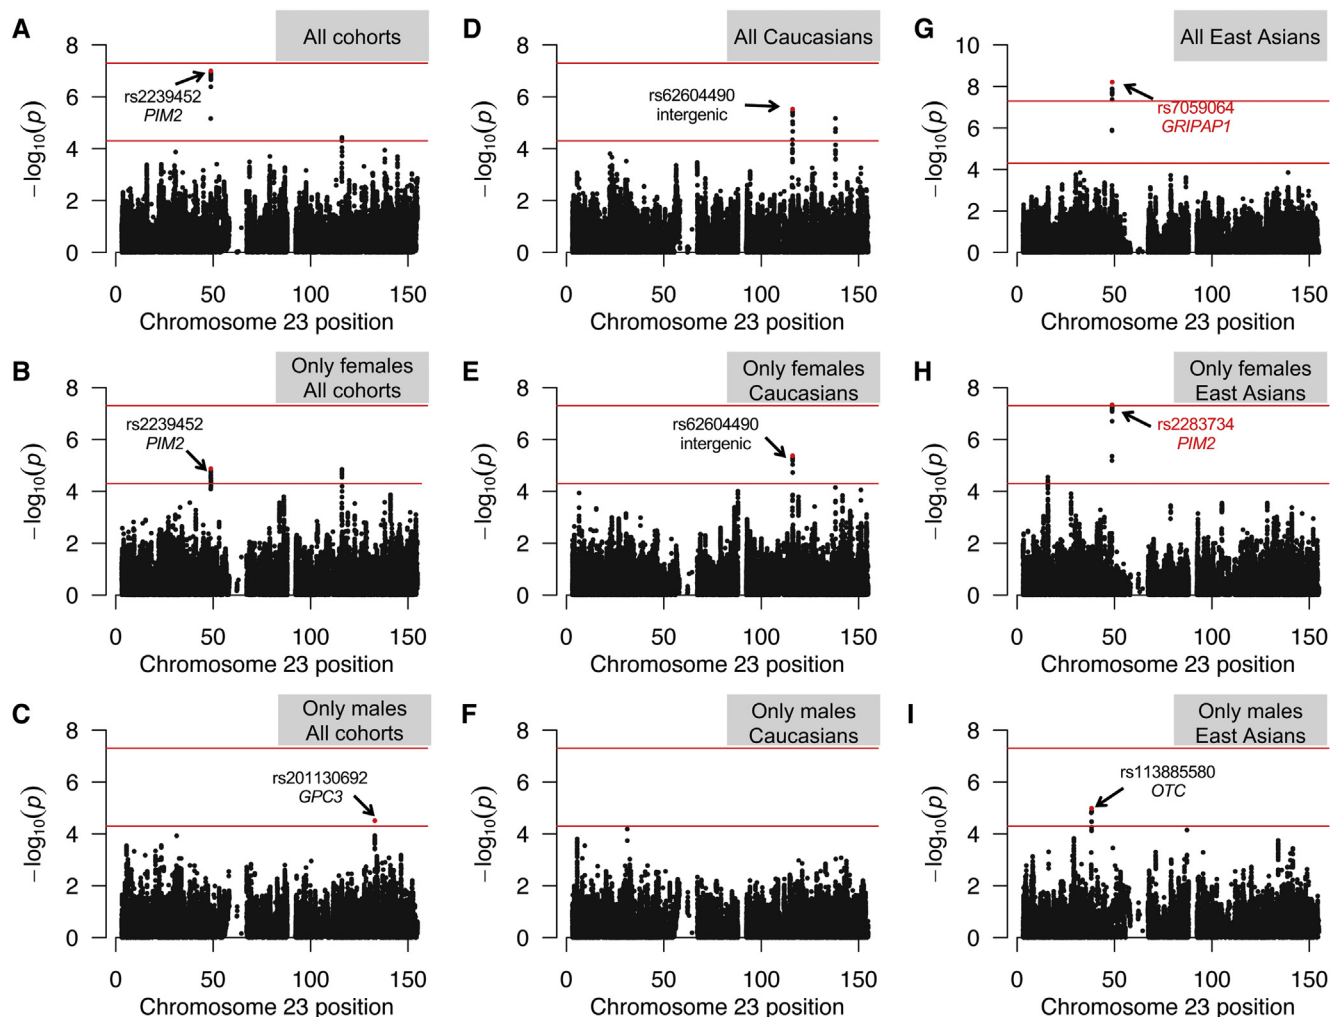 A
All cohorts
8
6
4
2
0
−log10(p)
rs2239452
PIM2
0 50 100 150
Chromosome 23 position
D
All Caucasians
8
6
4
2
0
−log10(p)
rs62604490
intergenic
0 50 100 150
Chromosome 23 position
G
All East Asians
10
8
6
4
2
0
−log10(p)
rs7059064
GRIPAP1
0 50 100 150
Chromosome 23 position
B
Only females
All cohorts
8
6
4
2
0
−log10(p)
rs2239452
PIM2
0 50 100 150
Chromosome 23 position
E
Only females
Caucasians
8
6
4
2
0
−log10(p)
rs62604490
intergenic
0 50 100 150
Chromosome 23 position
H
Only females
East Asians
8
6
4
2
0
−log10(p)
rs2283734
PIM2
0 50 100 150
Chromosome 23 position
C
Only males
All cohorts
8
6
4
2
0
−log10(p)
rs201130692
GPC3
0 50 100 150
Chromosome 23 position
F
Only males
Caucasians
8
6
4
2
0
−log10(p)
0 50 100 150
Chromosome 23 position
I
Only males
East Asians
8
6
4
2
0
−log10(p)
rs113885580
OTC
0 50 100 150
Chromosome 23 position